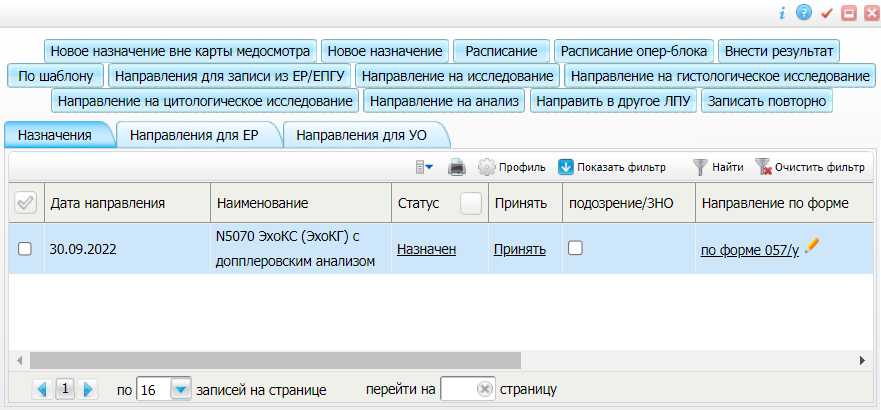 Новое назначение вне карты медосмотра Новое назначение Расписание Расписание опер-блока Внести результат
По шаблону Направления для записи из ЕР/ЕПГУ Направление на исследование Направление на гистологическое исследование
Направление на цитологическое исследование Направление на анализ Направить в другое ЛПУ Записать повторно
Назначения Направления для ЕР Направления для УО
Профиль Показать фильтр Найти Очистить фильтр
Дата направления Наименование Статус Принять подозрение/ЗНО Направление по форме
30.09.2022 N5070 ЭхоКС (ЭхоКГ) с допплеровским анализом Назначен Принять по форме 057/у
1 по 16 записей на странице перейти на страницу